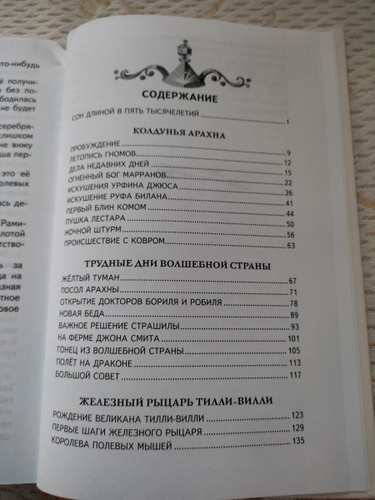 то-нибудь
СОДЕРЖАНИЕ
СОН ДЛИНОЙ В ПЯТЬ ТЫСЯЧЕЛЕТИЙ 1
КОЛДУНЬЯ АРАХНА
ПРОБУЖДЕНИЕ 9
ЛЕТОПИСЬ ГНОМОВ 12
ДЕЛА НЕДАВНИХ ДНЕЙ 15
ОГНЕННЫЙ БОГ МАРРАНОВ 22
ИСКУШЕНИЯ УРФИНА ДЖЮСА 26
ИСКУШЕНИЕ РУФА БИЛАНА 41
ПЕРВЫЙ БЛИН КОМОМ 44
ПУШКА ЛЕСТАРА 50
НОЧНОЙ ШТУРМ 56
ПРОИСШЕСТВИЕ С КОВРОМ 63
ТРУДНЫЕ ДНИ ВОЛШЕБНОЙ СТРАНЫ
ЖЁЛТЫЙ ТУМАН 67
ПОСОЛ АРАХНЫ 71
ОТКРЫТИЕ ДОКТОРОВ БОРИЛЯ И РОБИЛЯ 78
НОВАЯ БЕДА 89
ВАЖНОЕ РЕШЕНИЕ СТРАШИЛЫ 93
НА ФЕРМЕ ДЖОНА СМИТА 101
ГОНЕЦ ИЗ ВОЛШЕБНОЙ СТРАНЫ 105
ПОЛЁТ НА ДРАКОНЕ 113
БОЛЬШОЙ СОВЕТ 117
ЖЕЛЕЗНЫЙ РЫЦАРЬ ТИЛЛИ-ВИЛЛИ
РОЖДЕНИЕ ВЕЛИКАНА ТИЛЛИ-ВИЛЛИ 123
ПЕРВЫЕ ШАГИ ЖЕЛЕЗНОГО РЫЦАРЯ 129
КОРОЛЕВА ПОЛЕВЫХ МЫШЕЙ 135